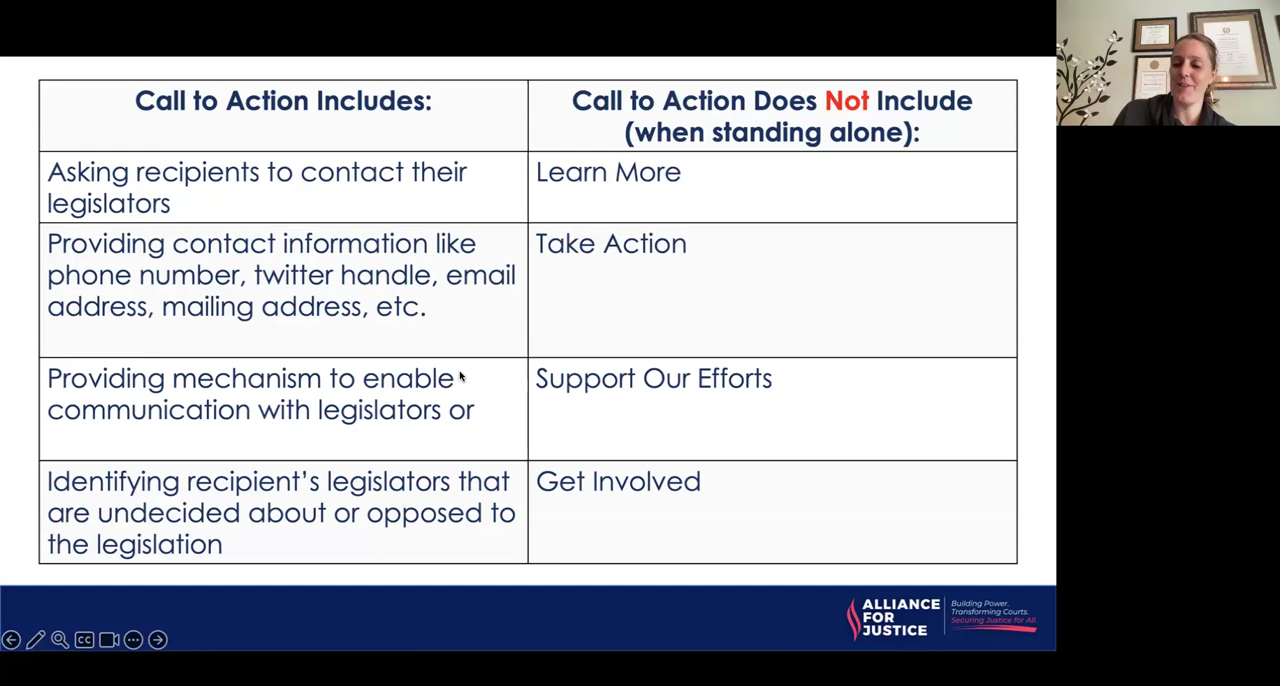 Call to Action Includes:
Call to Action Does Not Include
(when standing alone):
Asking recipients to contact their
legislators
Learn More
Providing contact information like
phone number, twitter handle, email
address, mailing address, etc.
Take Action
Providing mechanism to enable
communication with legislators or
Support Our Efforts
Identifying recipient's legislators that
are undecided about or opposed to
the legislation
Get Involved
ALLIANCE
FOR
JUSTICE
Building Power.
Transforming Courts.
Securing Justice for All.
CC